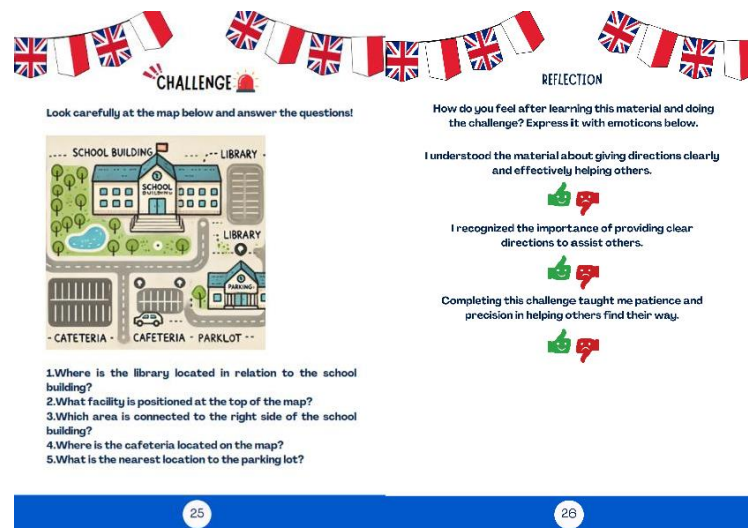 CHALLENGE
Look carefully at the map below and answer the questions!
SCHOOL BUILDING
LIBRARY
SCHOOL
LIBRARY
PARKING
- CATETERIA -
CAFETERIA - PARKLOT --
1.Where is the library located in relation to the school
building?
2.What facility is positioned at the top of the map?
3.Which area is connected to the right side of the school
building?
4.Where is the cafeteria located on the map?
5.What is the nearest location to the parking lot?
25
REFLECTION
How do you feel after learning this material and doing
the challenge? Express it with emoticons below.
I understood the material about giving directions clearly
and effectively helping others.
I recognized the importance of providing clear
directions to assist others.
Completing this challenge taught me patience and
precision in helping others find their way.
26